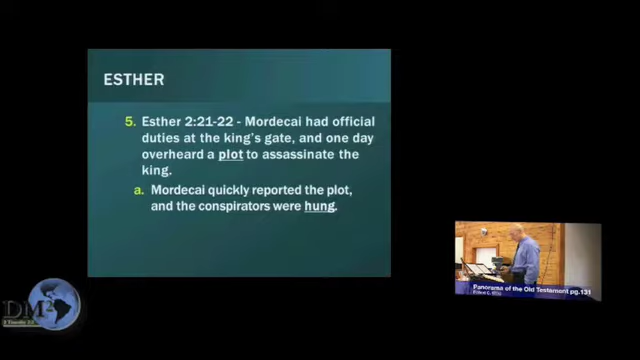 ESTHER
5. Esther 2:21-22 - Mordecai had official
duties at the king's gate, and one day
overheard a plot to assassinate the
king.
a. Mordecai quickly reported the plot,
and the conspirators were hung.
Panorama of the Old Testament pg.131
DM2